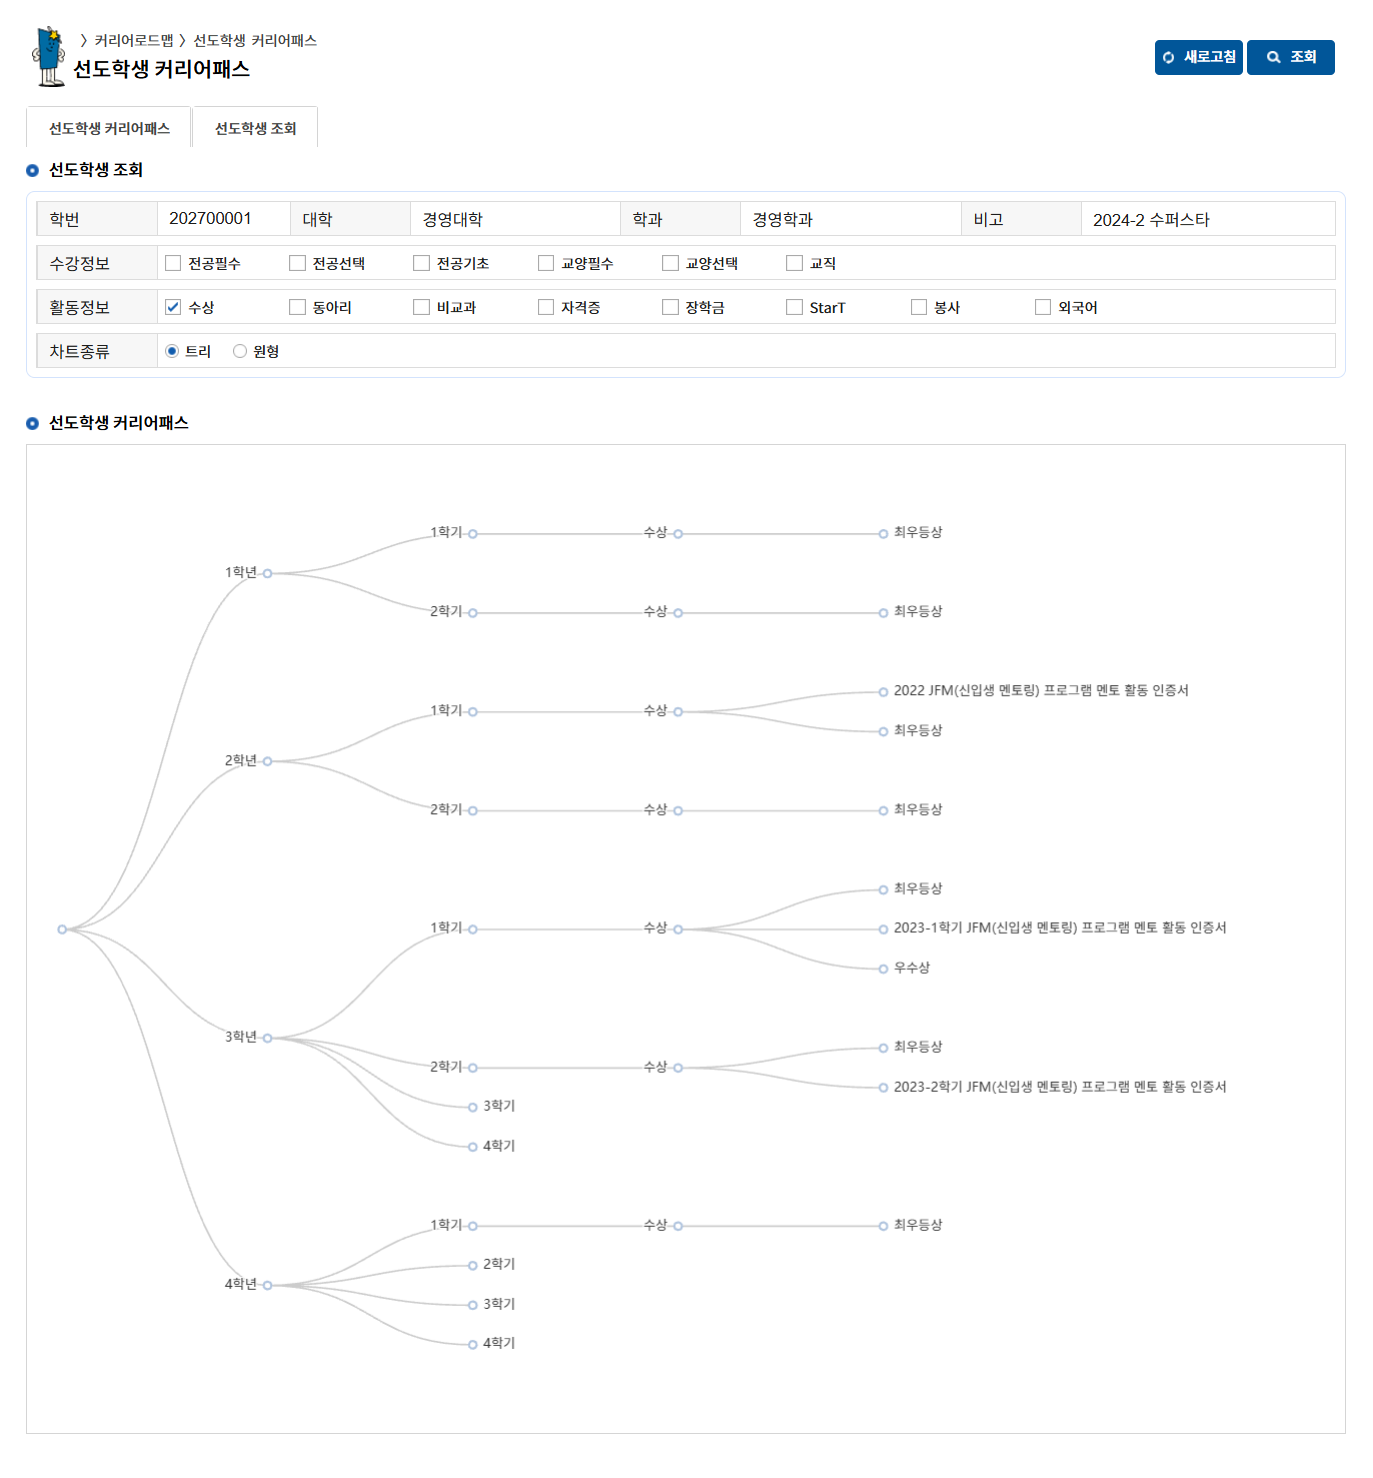 〉커리어로드맵 〉선도학생 커리어패스
선도학생 커리어패스
새로고침 조회
선도학생 커리어패스 선도학생 조회
선도학생 조회
학번 202700001 대학 경영대학 학과 경영학과 비고 2024-2 수퍼스타
수강정보 전공필수 전공선택 전공기초 교양필수 교양선택 교직
활동정보 수상 동아리 비교과 자격증 장학금 StarT 봉사 외국어
차트종류 트리 원형
선도학생 커리어패스
1학기 수상 최우등상
1학년
2학기 수상 최우등상
2022 JFM(신입생 멘토링) 프로그램 멘토 활동 인증서
1학기 수상
최우등상
2학년
2학기 수상 최우등상
최우등상
1학기 수상 2023-1학기 JFM(신입생 멘토링) 프로그램 멘토 활동 인증서
우수상
3학년
최우등상
2학기 수상
2023-2학기 JFM(신입생 멘토링) 프로그램 멘토 활동 인증서
3학기
4학기
1학기 수상 최우등상
2학기
4학년
3학기
4학기